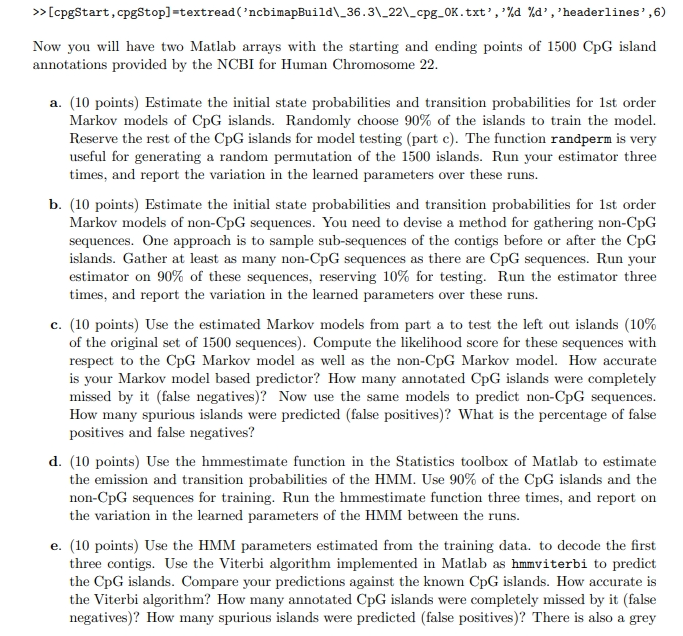 >>[cpgStart,cpgStop]=textread('ncbimapBuild\_36.3\_22\_cpg_OK.txt','%d %d','headerlines',6)
Now you will have two Matlab arrays with the starting and ending points of 1500 CpG island
annotations provided by the NCBI for Human Chromosome 22.
a. (10 points) Estimate the initial state probabilities and transition probabilities for 1st order
Markov models of CpG islands. Randomly choose 90% of the islands to train the model.
Reserve the rest of the CpG islands for model testing (part c). The function randperm is very
useful for generating a random permutation of the 1500 islands. Run your estimator three
times, and report the variation in the learned parameters over these runs.
b. (10 points) Estimate the initial state probabilities and transition probabilities for 1st order
Markov models of non-CpG sequences. You need to devise a method for gathering non-CpG
sequences. One approach is to sample sub-sequences of the contigs before or after the CpG
islands. Gather at least as many non-CpG sequences as there are CpG sequences. Run your
estimator on 90% of these sequences, reserving 10% for testing. Run the estimator three
times, and report the variation in the learned parameters over these runs.
c. (10 points) Use the estimated Markov models from part a to test the left out islands (10%
of the original set of 1500 sequences). Compute the likelihood score for these sequences with
respect to the CpG Markov model as well as the non-CpG Markov model. How accurate
is your Markov model based predictor? How many annotated CpG islands were completely
missed by it (false negatives)? Now use the same models to predict non-CpG sequences.
How many spurious islands were predicted (false positives)? What is the percentage of false
positives and false negatives?
d. (10 points) Use the hmmestimate function in the Statistics toolbox of Matlab to estimate
the emission and transition probabilities of the HMM. Use 90% of the CpG islands and the
non-CpG sequences for training. Run the hmmestimate function three times, and report on
the variation in the learned parameters of the HMM between the runs.
e. (10 points) Use the HMM parameters estimated from the training data. to decode the first
three contigs. Use the Viterbi algorithm implemented in Matlab as hmmviterbi to predict
the CpG islands. Compare your predictions against the known CpG islands. How accurate is
the Viterbi algorithm? How many annotated CpG islands were completely missed by it (false
negatives)? How many spurious islands were predicted (false positives)? There is also a grey